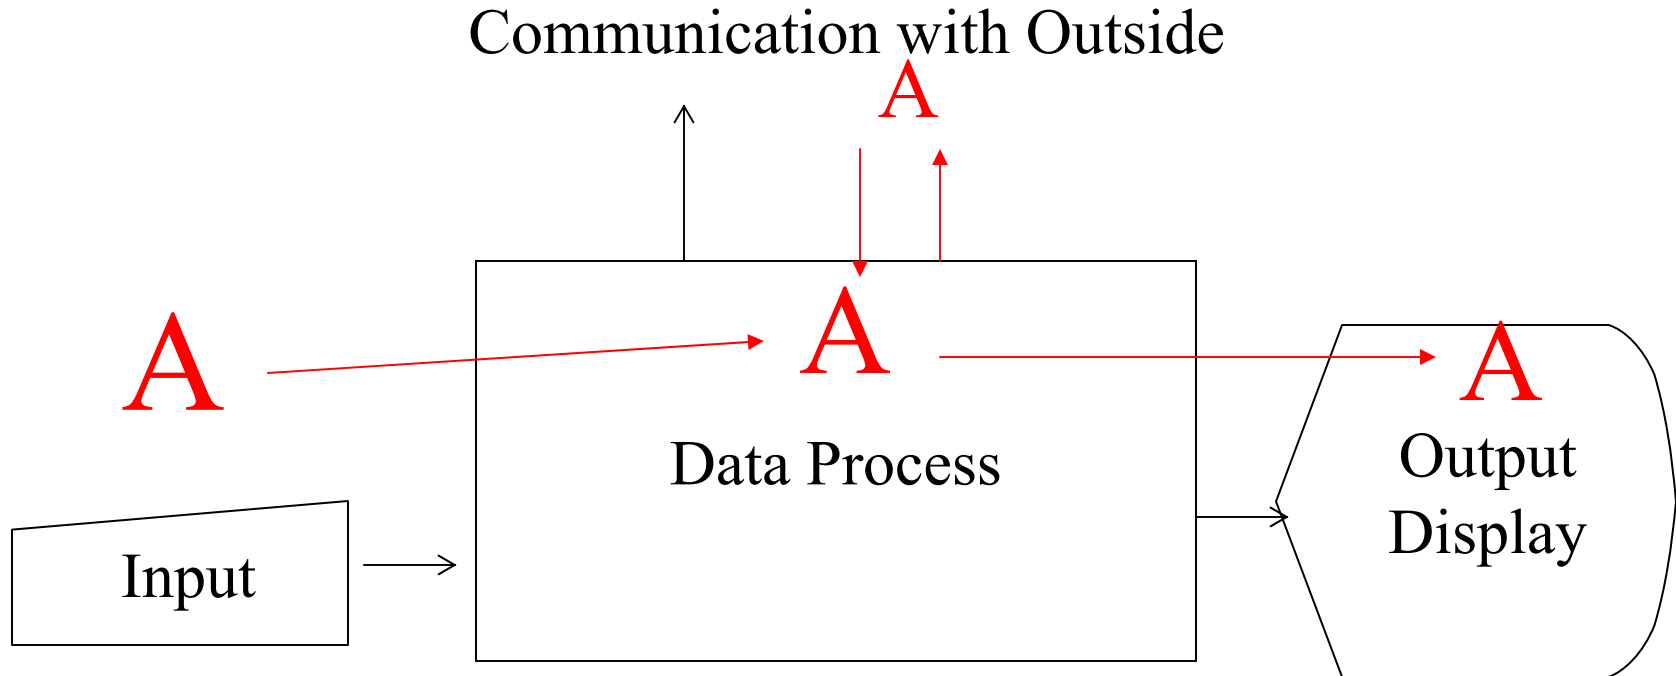 Communication with Outside
A
A
A
A
Data Process
Output
Display
Input